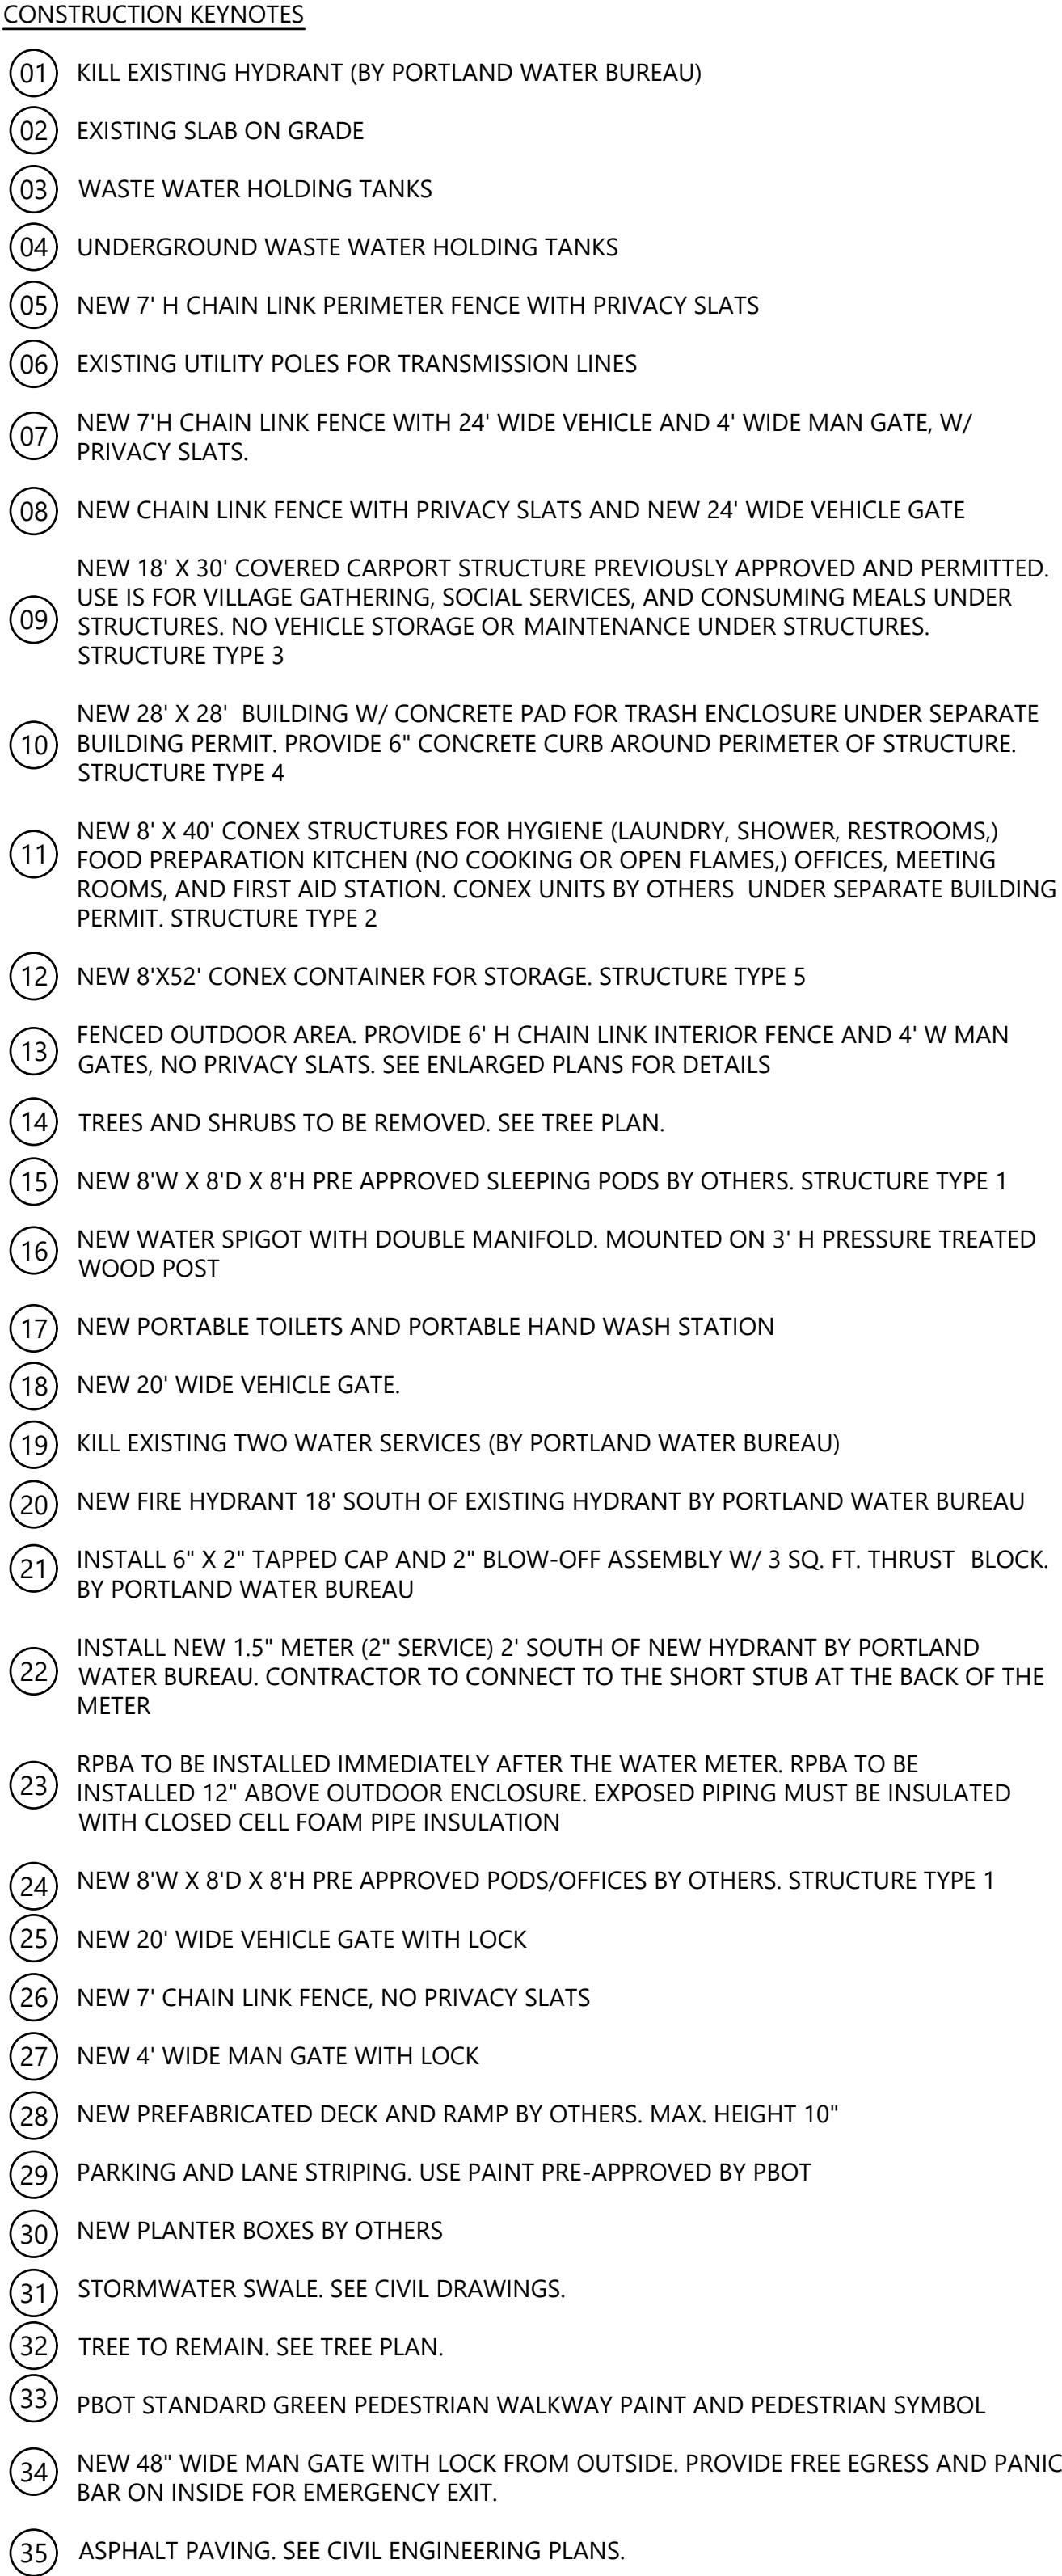 CONSTRUCTION KEYNOTES
01 KILL EXISTING HYDRANT (BY PORTLAND WATER BUREAU)
02 EXISTING SLAB ON GRADE
03 WASTE WATER HOLDING TANKS
04 UNDERGROUND WASTE WATER HOLDING TANKS
05 NEW 7' H CHAIN LINK PERIMETER FENCE WITH PRIVACY SLATS
06 EXISTING UTILITY POLES FOR TRANSMISSION LINES
07 NEW 7'H CHAIN LINK FENCE WITH 24' WIDE VEHICLE AND 4' WIDE MAN GATE, W/
PRIVACY SLATS.
08 NEW CHAIN LINK FENCE WITH PRIVACY SLATS AND NEW 24' WIDE VEHICLE GATE
09 NEW 18' X 30' COVERED CARPORT STRUCTURE PREVIOUSLY APPROVED AND PERMITTED.
USE IS FOR VILLAGE GATHERING, SOCIAL SERVICES, AND CONSUMING MEALS UNDER
STRUCTURES. NO VEHICLE STORAGE OR MAINTENANCE UNDER STRUCTURES.
STRUCTURE TYPE 3
10 NEW 28' X 28' BUILDING W/ CONCRETE PAD FOR TRASH ENCLOSURE UNDER SEPARATE
BUILDING PERMIT. PROVIDE 6" CONCRETE CURB AROUND PERIMETER OF STRUCTURE.
STRUCTURE TYPE 4
11 NEW 8' X 40' CONEX STRUCTURES FOR HYGIENE (LAUNDRY, SHOWER, RESTROOMS,)
FOOD PREPARATION KITCHEN (NO COOKING OR OPEN FLAMES,) OFFICES, MEETING
ROOMS, AND FIRST AID STATION. CONEX UNITS BY OTHERS UNDER SEPARATE BUILDING
PERMIT. STRUCTURE TYPE 2
12 NEW 8'X52' CONEX CONTAINER FOR STORAGE. STRUCTURE TYPE 5
13 FENCED OUTDOOR AREA. PROVIDE 6' H CHAIN LINK INTERIOR FENCE AND 4' W MAN
GATES, NO PRIVACY SLATS. SEE ENLARGED PLANS FOR DETAILS
14 TREES AND SHRUBS TO BE REMOVED. SEE TREE PLAN.
15 NEW 8'W X 8'D X 8'H PRE APPROVED SLEEPING PODS BY OTHERS. STRUCTURE TYPE 1
16 NEW WATER SPIGOT WITH DOUBLE MANIFOLD. MOUNTED ON 3' H PRESSURE TREATED
WOOD POST
17 NEW PORTABLE TOILETS AND PORTABLE HAND WASH STATION
18 NEW 20' WIDE VEHICLE GATE.
19 KILL EXISTING TWO WATER SERVICES (BY PORTLAND WATER BUREAU)
20 NEW FIRE HYDRANT 18' SOUTH OF EXISTING HYDRANT BY PORTLAND WATER BUREAU
21 INSTALL 6" X 2" TAPPED CAP AND 2" BLOW-OFF ASSEMBLY W/ 3 SQ. FT. THRUST BLOCK.
BY PORTLAND WATER BUREAU
22 INSTALL NEW 1.5" METER (2" SERVICE) 2' SOUTH OF NEW HYDRANT BY PORTLAND
WATER BUREAU. CONTRACTOR TO CONNECT TO THE SHORT STUB AT THE BACK OF THE
METER
23 RPBA TO BE INSTALLED IMMEDIATELY AFTER THE WATER METER. RPBA TO BE
INSTALLED 12" ABOVE OUTDOOR ENCLOSURE. EXPOSED PIPING MUST BE INSULATED
WITH CLOSED CELL FOAM PIPE INSULATION
24 NEW 8'W X 8'D X 8'H PRE APPROVED PODS/OFFICES BY OTHERS. STRUCTURE TYPE 1
25 NEW 20' WIDE VEHICLE GATE WITH LOCK
26 NEW 7' CHAIN LINK FENCE, NO PRIVACY SLATS
27 NEW 4' WIDE MAN GATE WITH LOCK
28 NEW PREFABRICATED DECK AND RAMP BY OTHERS. MAX. HEIGHT 10"
29 PARKING AND LANE STRIPING. USE PAINT PRE-APPROVED BY PBOT
30 NEW PLANTER BOXES BY OTHERS
31 STORMWATER SWALE. SEE CIVIL DRAWINGS.
32 TREE TO REMAIN. SEE TREE PLAN.
33 PBOT STANDARD GREEN PEDESTRIAN WALKWAY PAINT AND PEDESTRIAN SYMBOL
34 NEW 48" WIDE MAN GATE WITH LOCK FROM OUTSIDE. PROVIDE FREE EGRESS AND PANIC
BAR ON INSIDE FOR EMERGENCY EXIT.
35 ASPHALT PAVING. SEE CIVIL ENGINEERING PLANS.